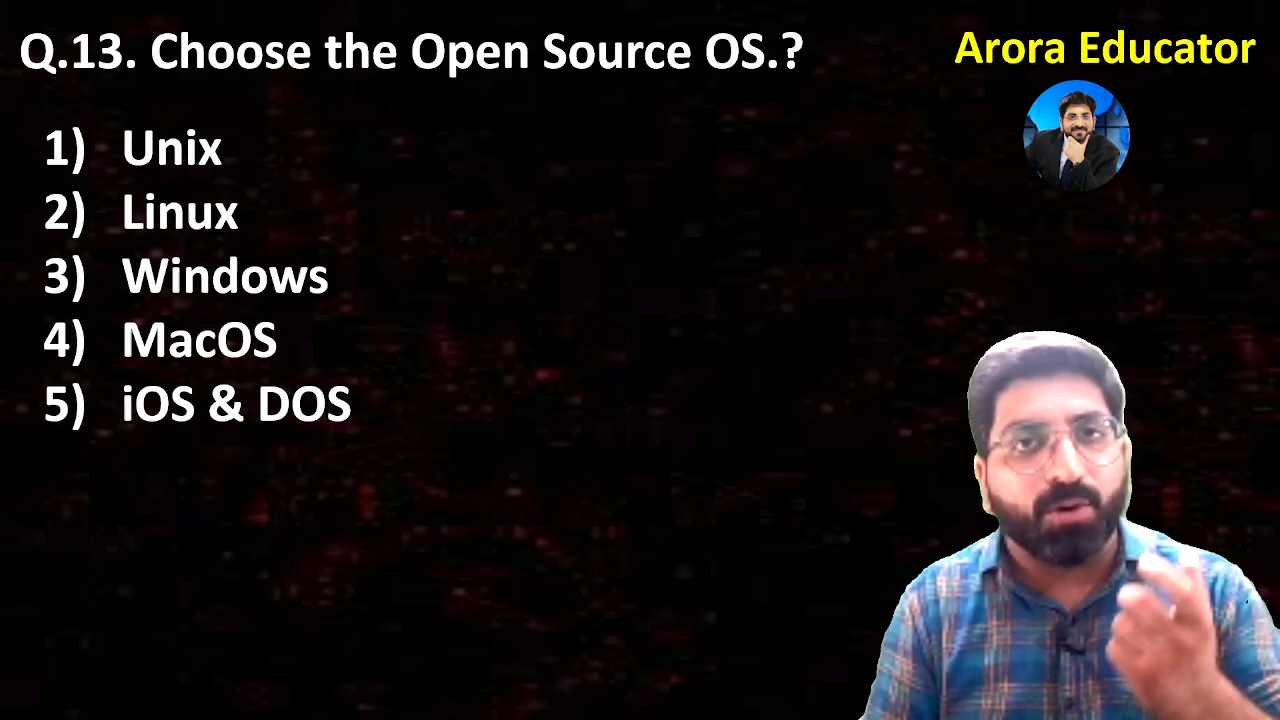 Q.13. Choose the Open Source OS.?
Arora Educator
1) Unix
2) Linux
3) Windows
4) MacOS
5) iOS & DOS